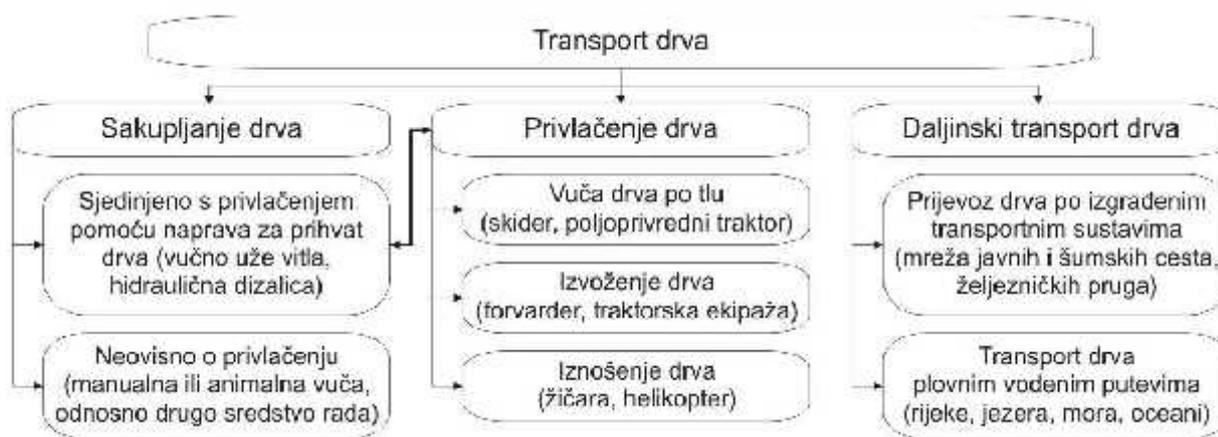 Transport drva
Sakupljanje drva
Privlačenje drva
Daljinski transport drva
Sjedinjeno s privlačenjem
pomoću naprava za prihvat
drva (vučno uže vitla,
hidraulična dizalica)
Neovisno o privlačenju
(manualna ili animalna vuča,
odnosno drugo sredstvo rada)
Vuča drva po tlu
(skider, poljoprivredni traktor)
Izvoženje drva
(forvarder, traktorska ekipaža)
Iznošenje drva
(žičara, helikopter)
Prijevoz drva po izgrađenim
transportnim sustavima
(mreža javnih i šumskih cesta,
željezničkih pruga)
Transport drva
plovnim vodenim putevima
(rijeke, jezera, mora, oceani)